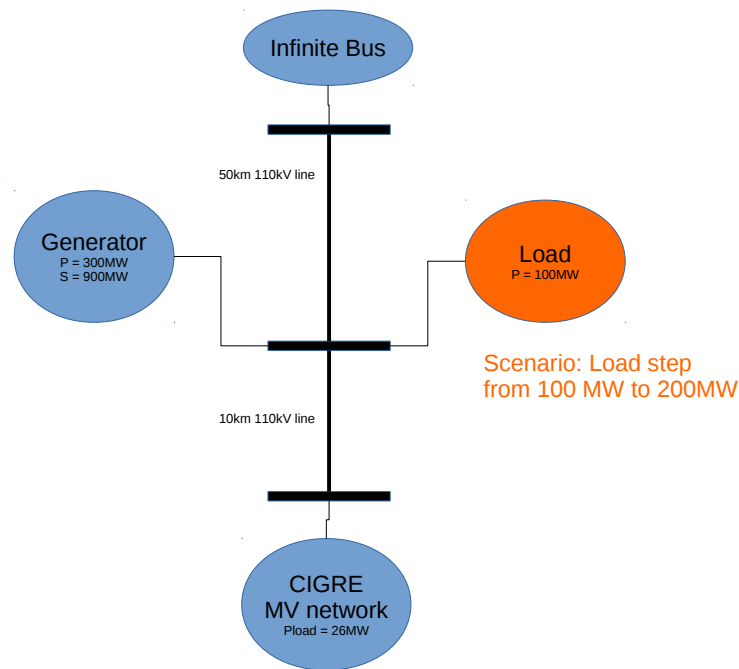 Infinite Bus
50km 110kV line
Generator
P = 300MW
S = 900MW
Load
P = 100MW
Scenario: Load step
from 100 MW to 200MW
10km 110kV line
CIGRE
MV network
Pload = 26MW